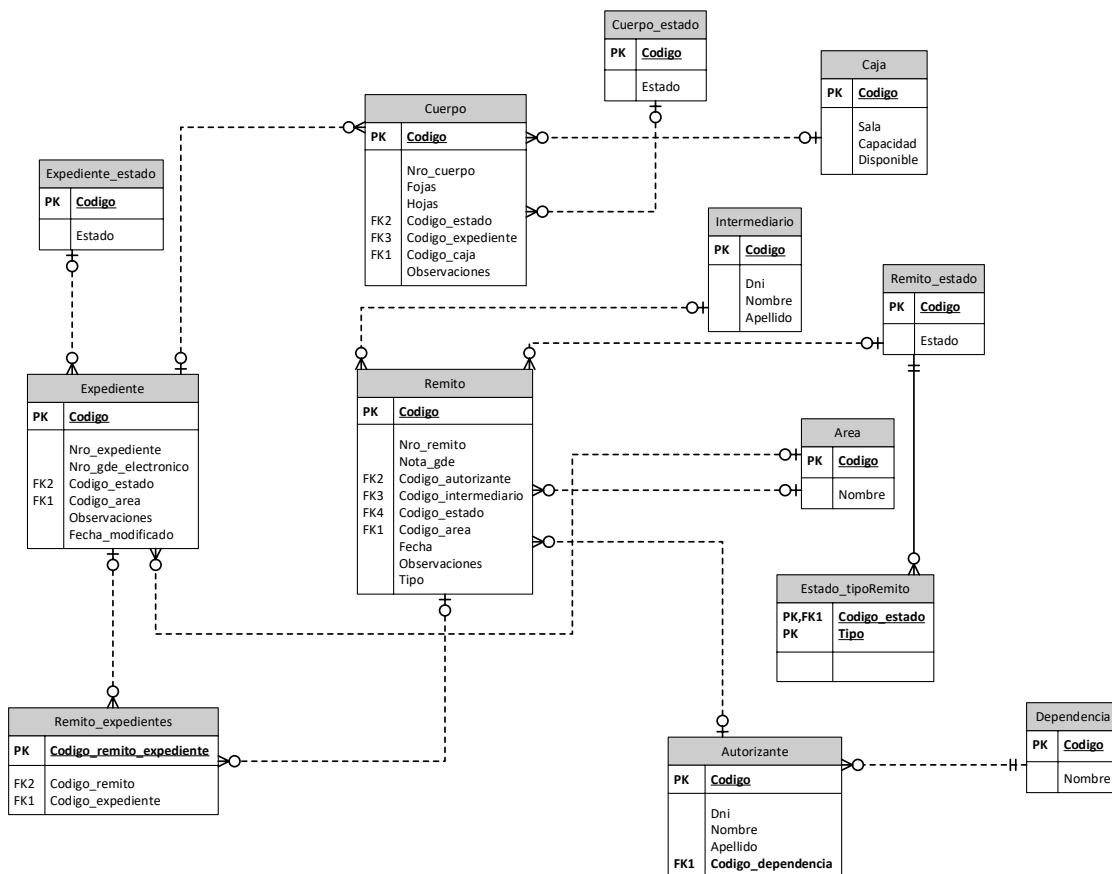 Cuerpo_estado
PK Codigo
Estado
Caja
PK Codigo
Sala
Capacidad
Disponible
Cuerpo
PK Codigo
Nro_cuerpo
Fojas
Hojas
FK2 Codigo_estado
FK3 Codigo_expediente
FK1 Codigo_caja
Observaciones
Expediente_estado
PK Codigo
Estado
Intermediario
PK Codigo
Dni
Nombre
Apellido
Remito_estado
PK Codigo
Estado
Expediente
PK Codigo
Nro_expediente
Nro_gde_electronico
FK2 Codigo_estado
FK1 Codigo_area
Observaciones
Fecha_modificado
Remito
PK Codigo
Nro_remito
Nota_gde
FK2 Codigo_autorizante
FK3 Codigo_intermediario
FK4 Codigo_estado
FK1 Codigo_area
Fecha
Observaciones
Tipo
Area
PK Codigo
Nombre
Estado_tipoRemito
PK,FK1 Codigo_estado
PK Tipo
Remito_expedientes
PK Codigo_remito_expediente
FK2 Codigo_remito
FK1 Codigo_expediente
Autorizante
PK Codigo
Dni
Nombre
Apellido
FK1 Codigo_dependencia
Dependencia
PK Codigo
Nombre